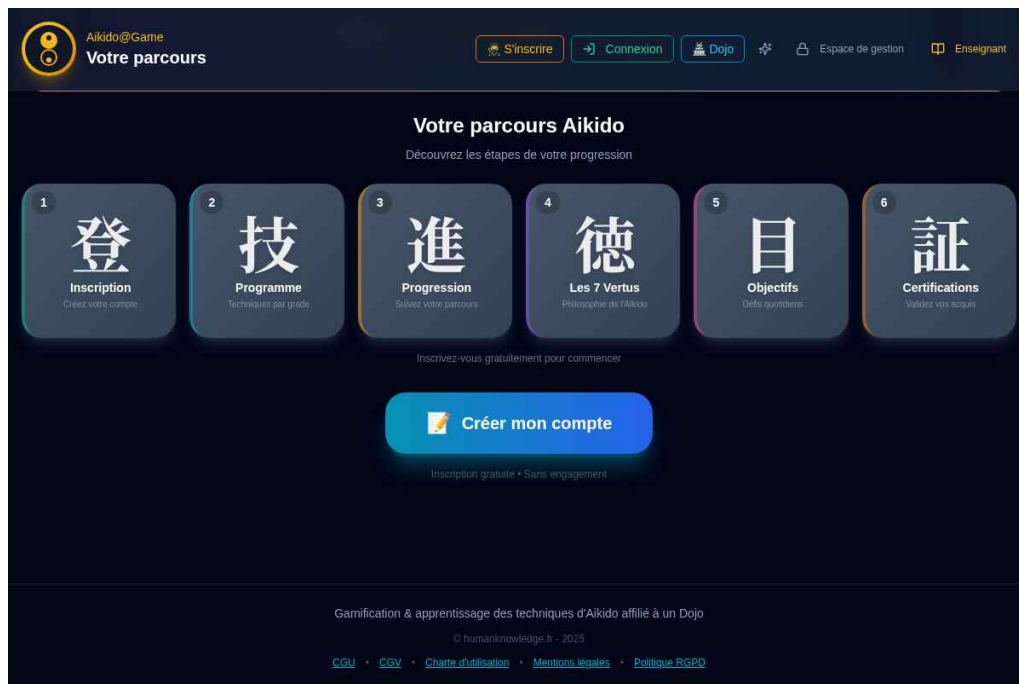 Aikido@Game
Votre parcours
S'inscrire
Connexion
Dojo
Espace de gestion
Enseignant
Votre parcours Aikido
Découvrez les étapes de votre progression
1
登
Inscription
Créez votre compte
2
技
Programme
Techniques par grade
3
進
Progression
Suivez votre parcours
4
徳
Les 7 Vertus
Philosophie de l'Aïkido
5
目
Objectifs
Défis quotidiens
6
証
Certifications
Validez vos acquis
Inscrivez-vous gratuitement pour commencer
Créer mon compte
Inscription gratuite • Sans engagement
Gamification & apprentissage des techniques d'Aikido affilié à un Dojo
© humanknowledge.fr - 2025
CGU • CGV • Charte d'utilisation • Mentions légales • Politique RGPD